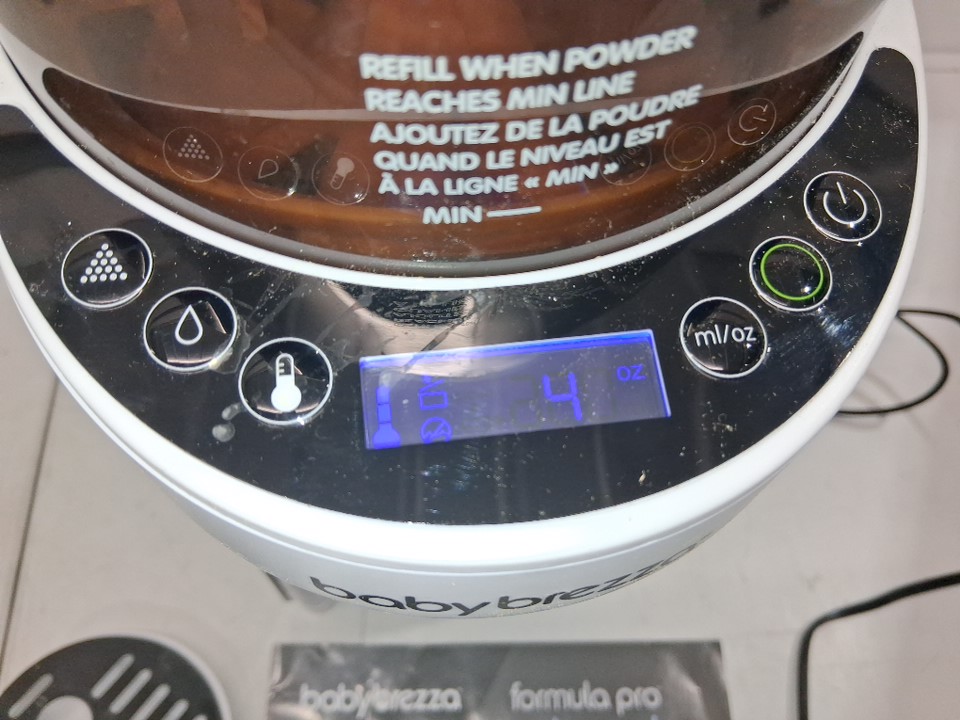 REFILL WHEN POWDER
REACHES MIN LINE
AJOUTEZ DE LA POUDRE
QUAND LE NIVEAU EST
À LA LIGNE « MIN »
MIN
ml/oz
4 oz
baby brezza
babybrezza formula pro